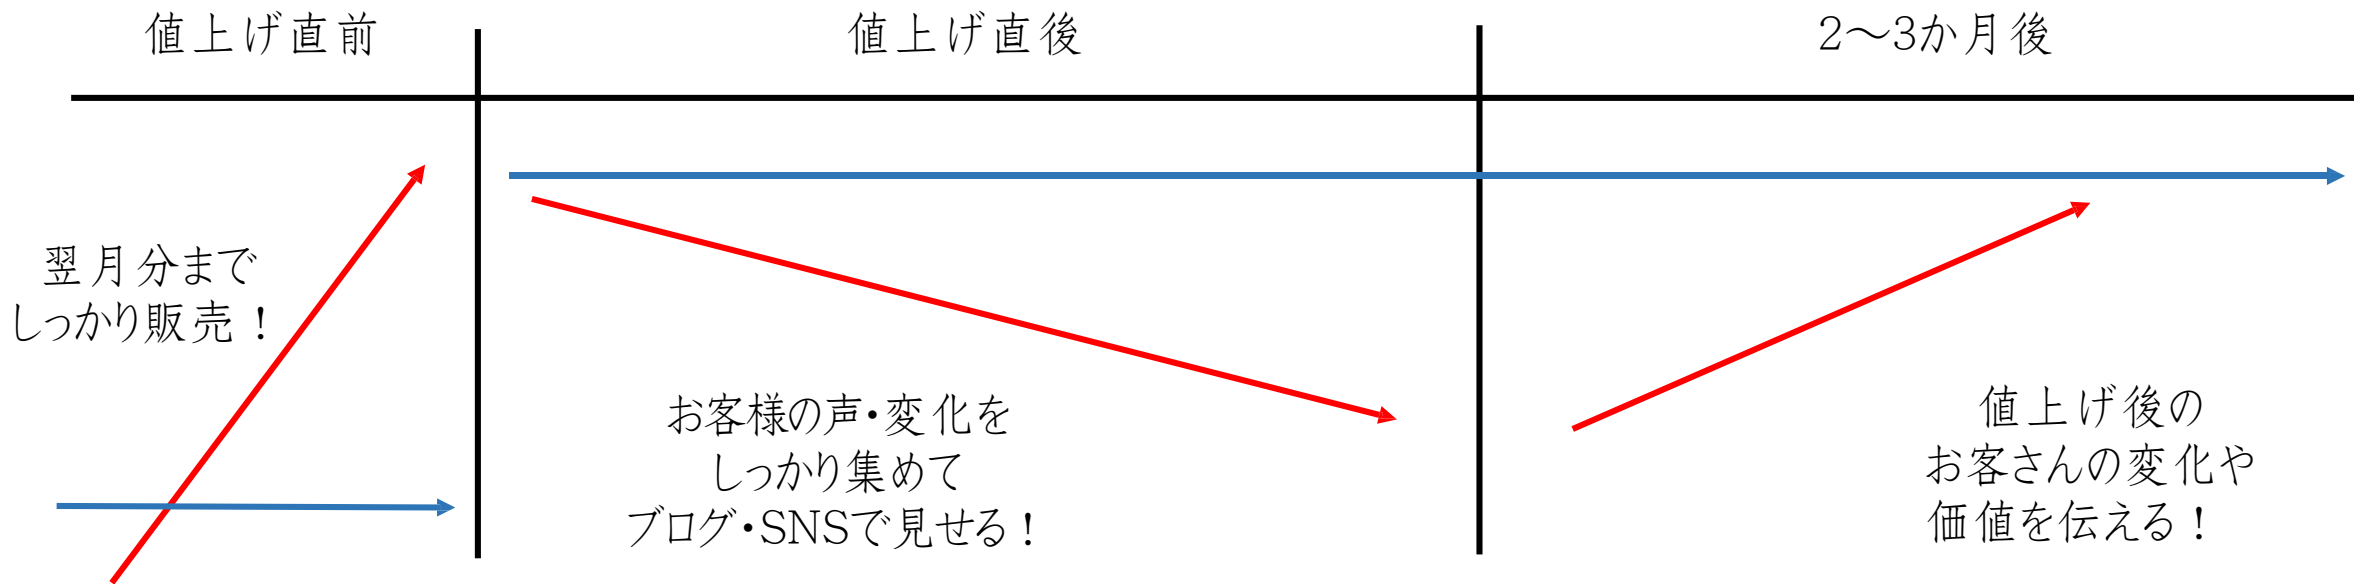 値上げ直前
値上げ直後
2～3か月後
翌月分まで
しっかり販売！
お客様の声・変化を
しっかり集めて
ブログ・SNSで見せる！
値上げ後の
お客さんの変化や
価値を伝える！